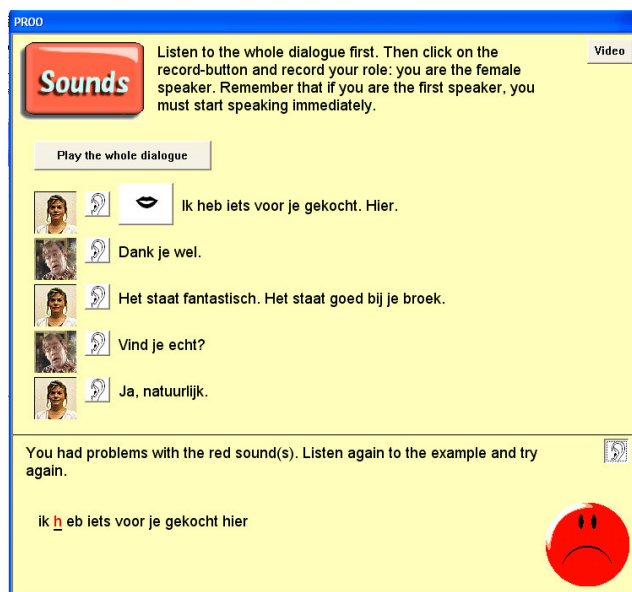 PROO
Sounds
Listen to the whole dialogue first. Then click on the
record-button and record your role: you are the female
speaker. Remember that if you are the first speaker, you
must start speaking immediately.
Video
Play the whole dialogue
Ik heb iets voor je gekocht. Hier.
Dank je wel.
Het staat fantastisch. Het staat goed bij je broek.
Vind je echt?
Ja, natuurlijk.
You had problems with the red sound(s). Listen again to the example and try
again.
ik h eb iets voor je gekocht hier